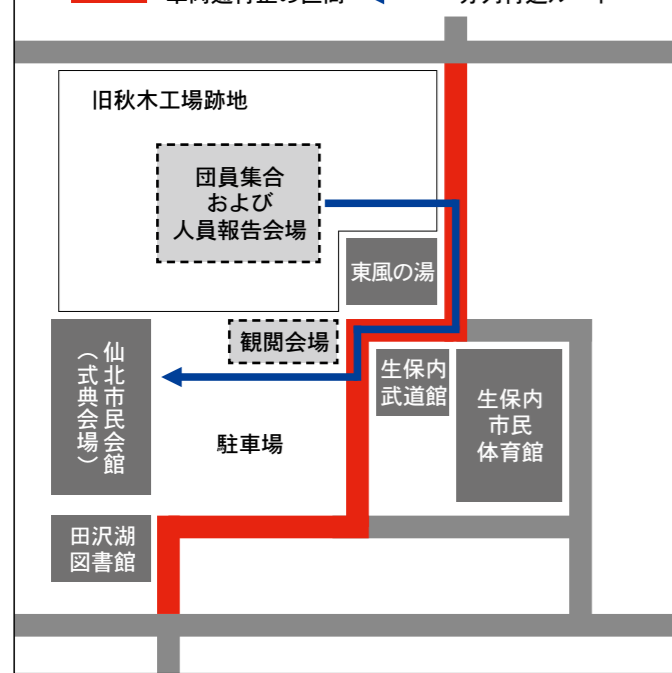 旧秋木工場跡地
団員集合
および
人員報告会場
東風の湯
観閲会場
仙北市民会館
（式典会場）
生保内
武道館
生保内
市民
体育館
駐車場
田沢湖
図書館